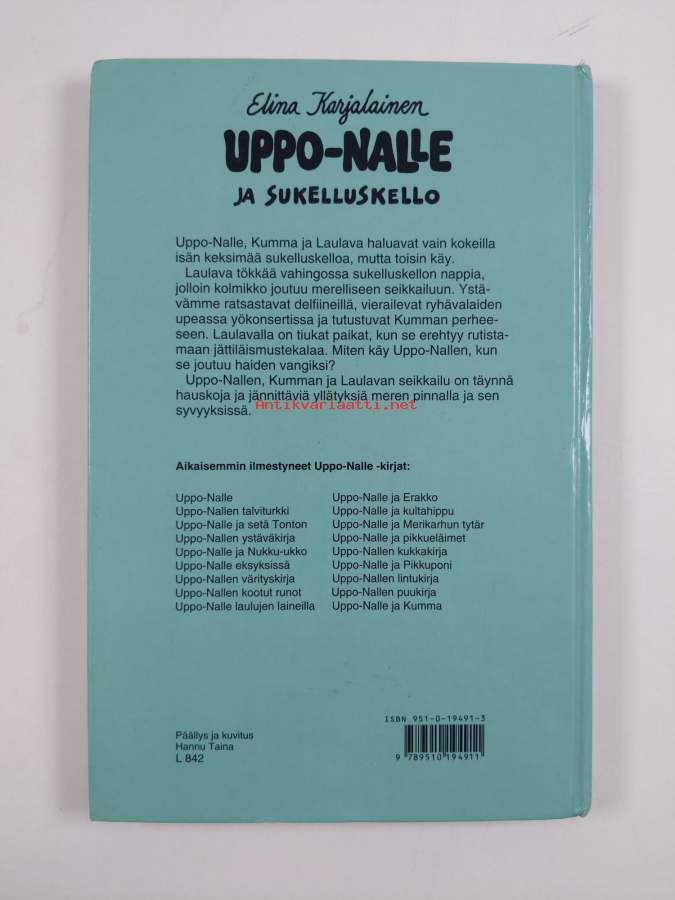 Elina Karjalainen
UPPO-NALLE
JA SUKELLUSKELLO
Uppo-Nalle, Kumma ja Laulava haluavat vain kokeilla
isän keksimää sukelluskelloa, mutta toisin käy.
Laulava tökkää vahingossa sukelluskellon nappia,
jolloin kolmikko joutuu merelliseen seikkailuun. Ystä-
vämme ratsastavat delfiineillä, vierailevat ryhävalaiden
upeassa yökonsertissa ja tutustuvat Kumman perhee-
seen. Laulavalla on tiukat paikat, kun se erehtyy rutista-
maan jättiläismustekalaa. Miten käy Uppo-Nallen, kun
se joutuu haiden vangiksi?
Uppo-Nallen, Kumman ja Laulavan seikkailu on täynnä
hauskoja ja jännittäviä yllätyksiä meren pinnalla ja sen
syvyyksissä.
Antikvariaatti.net
Aikaisemmin ilmestyneet Uppo-Nalle -kirjat:
Uppo-Nalle
Uppo-Nallen talviturkki
Uppo-Nalle ja setä Tonton
Uppo-Nallen ystäväkirja
Uppo-Nalle ja Nukku-ukko
Uppo-Nalle eksyksissä
Uppo-Nallen värityskirja
Uppo-Nallen kootut runot
Uppo-Nalle laulujen laineilla
Uppo-Nalle ja Erakko
Uppo-Nalle ja kultahippu
Uppo-Nalle ja Merikarhun tytär
Uppo-Nalle ja pikkueläimet
Uppo-Nallen kukkakirja
Uppo-Nalle ja Pikkuponi
Uppo-Nallen lintukirja
Uppo-Nallen puukirja
Uppo-Nalle ja Kumma
Päällys ja kuvitus
Hannu Taina
L 842
ISBN 951-0-19491-3
9 789510 194911